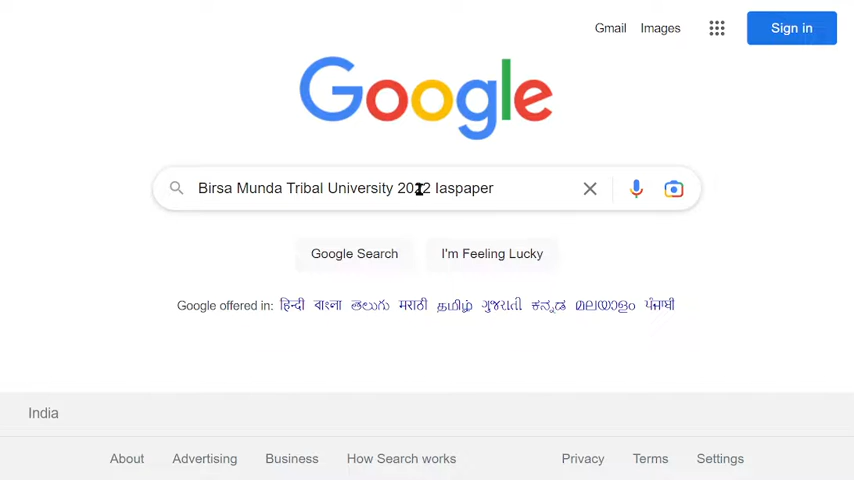 Gmail Images Sign in
Google
Birsa Munda Tribal University 2022 Iaspaper
Google Search I'm Feeling Lucky
Google offered in: हिन्दी বাংলা తెలుగు मराठी தமிழ் ગુજરાતી ಕನ್ನಡ മലയാളം ਪੰਜਾਬੀ
India
About Advertising Business How Search works Privacy Terms Settings